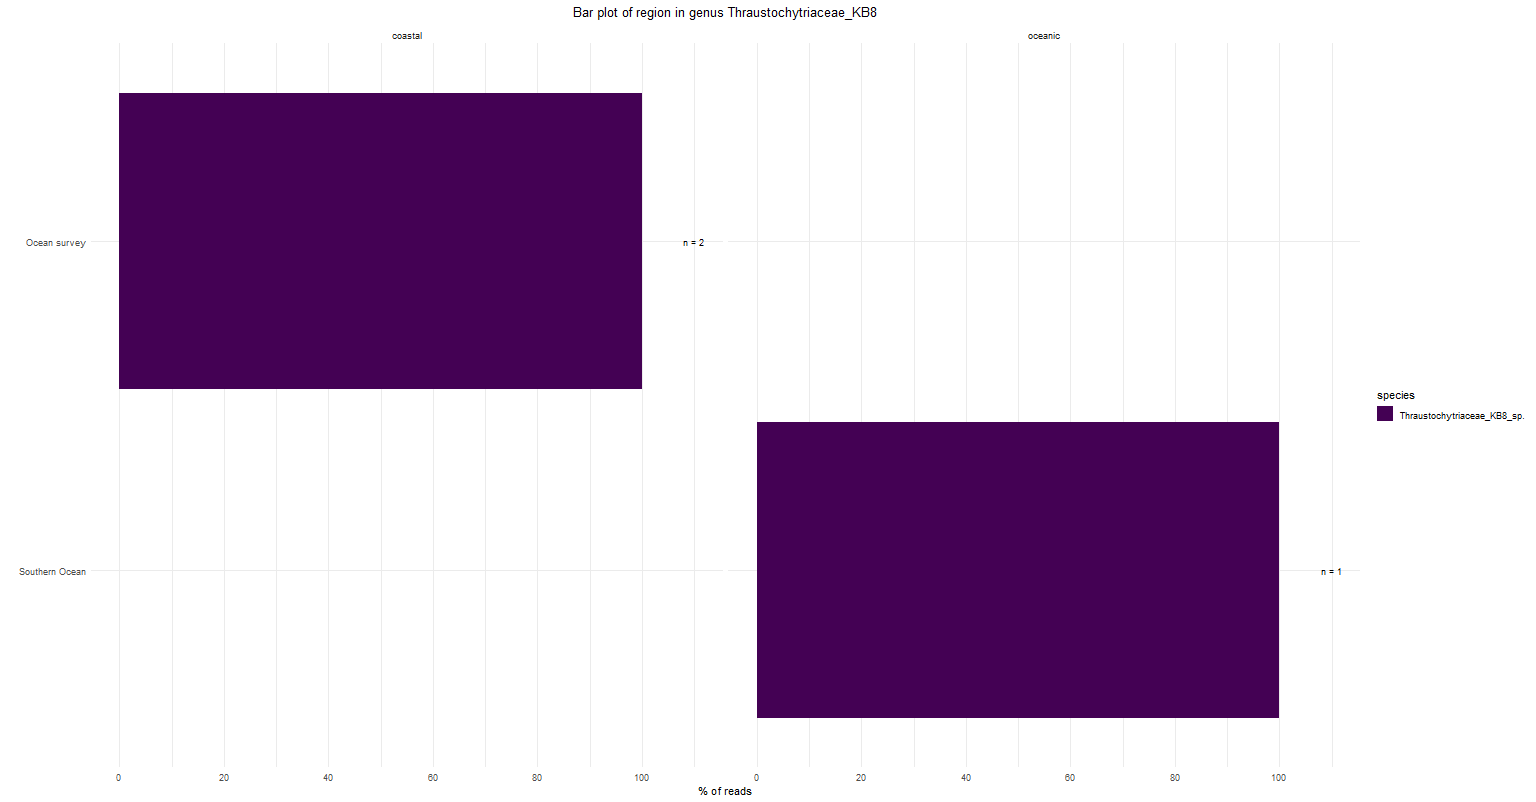 Bar plot of region in genus Thraustochytriaceae_KB8
coastal
oceanic
Ocean survey
n = 2
Southern Ocean
n = 1
species
Thraustochytriaceae_KB8_sp.
0 20 40 60 80 100
0 20 40 60 80 100
% of reads